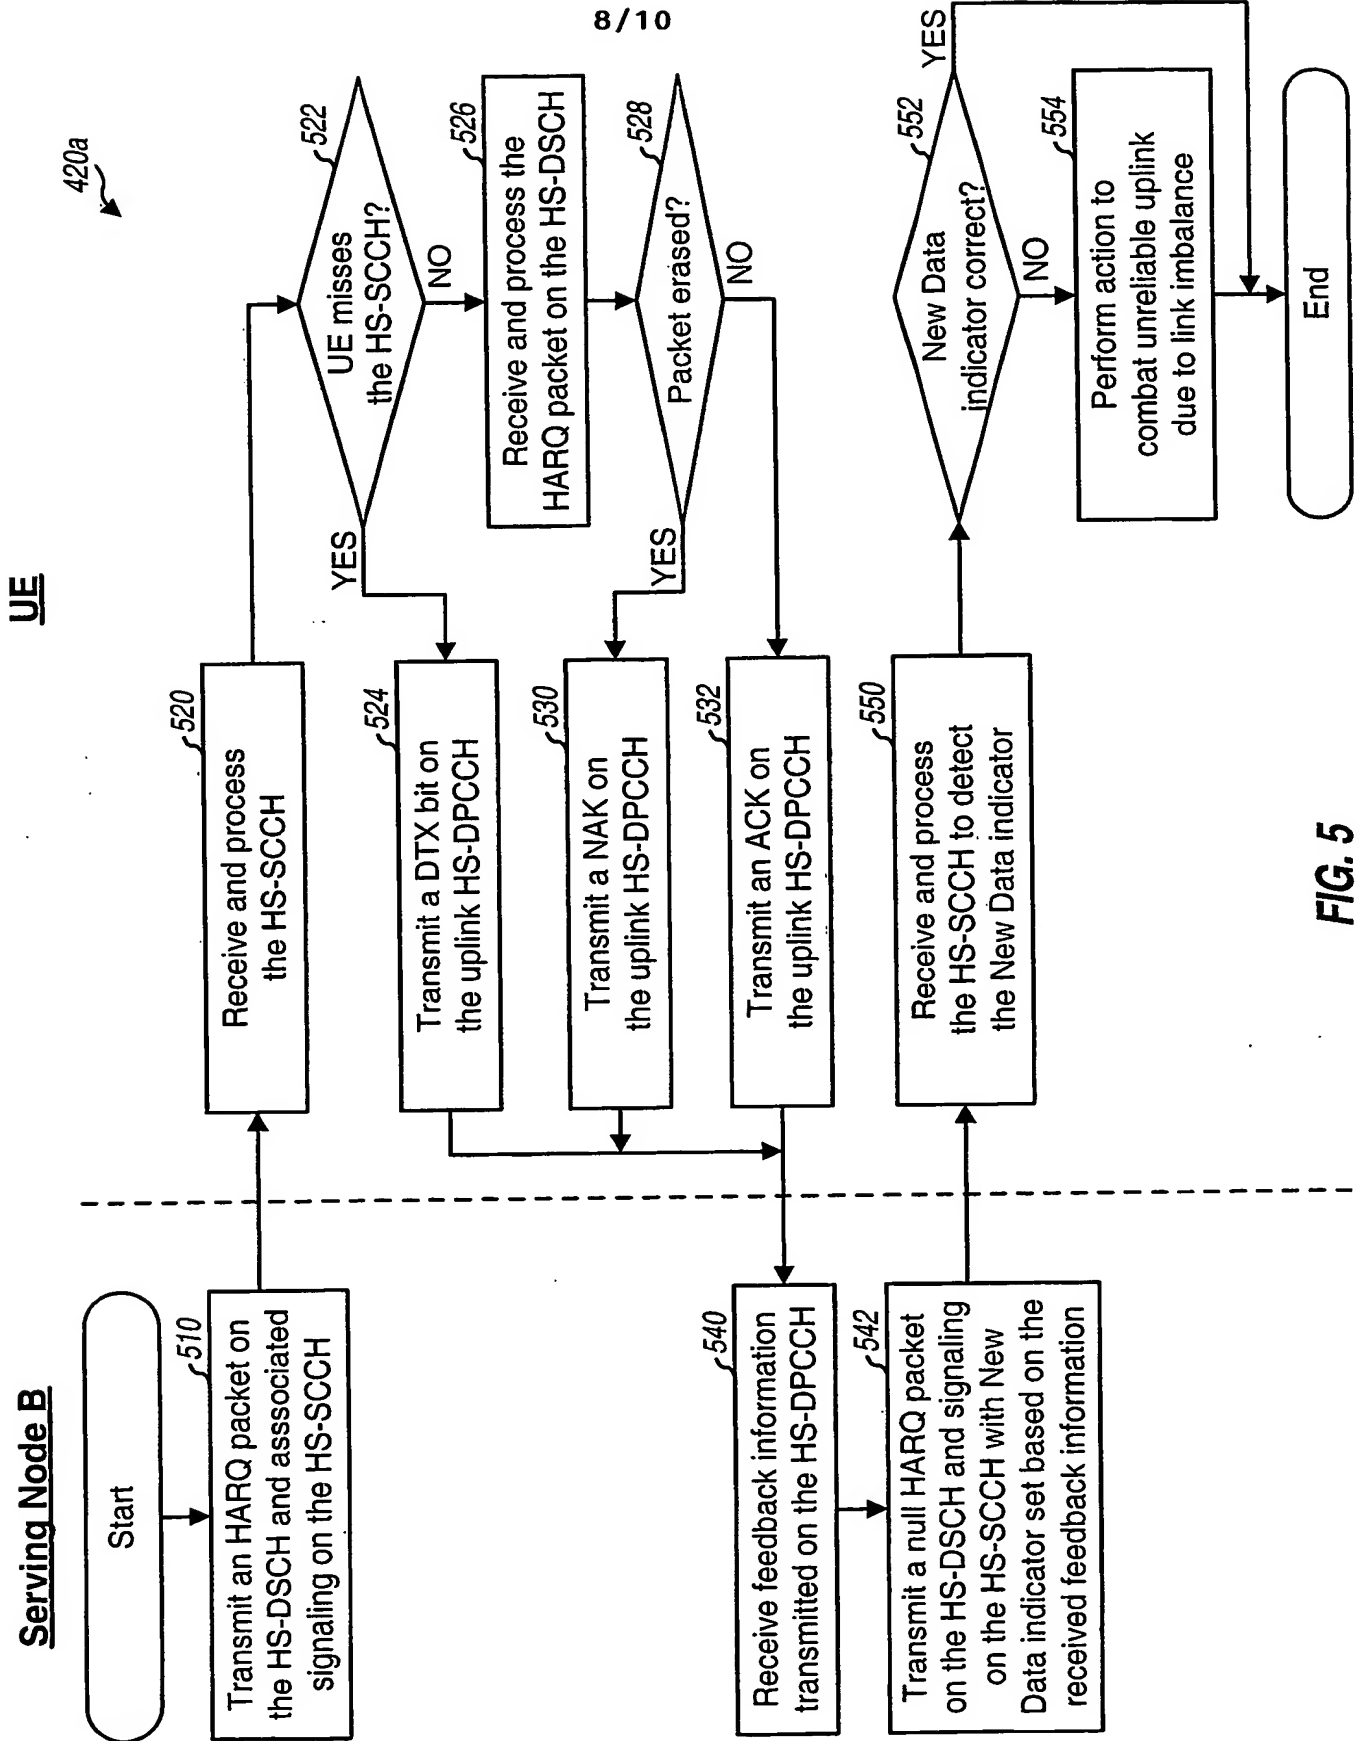 8/10
420a
Serving Node B
UE
Start
510
Transmit an HARQ packet on
the HS-DSCH and asssociated
signaling on the HS-SCCH
520
Receive and process
the HS-SCCH
522
UE misses
the HS-SCCH?
YES
NO
524
Transmit a DTX bit on
the uplink HS-DPCCH
526
Receive and process the
HARQ packet on the HS-DSCH
528
Packet erased?
YES
NO
530
Transmit a NAK on
the uplink HS-DPCCH
532
Transmit an ACK on
the uplink HS-DPCCH
540
Receive feedback information
transmitted on the HS-DPCCH
542
Transmit a null HARQ packet
on the HS-DSCH and signaling
on the HS-SCCH with New
Data indicator set based on the
received feedback information
550
Receive and process
the HS-SCCH to detect
the New Data indicator
552
New Data
indicator correct?
YES
NO
554
Perform action to
combat unreliable uplink
due to link imbalance
End
FIG. 5